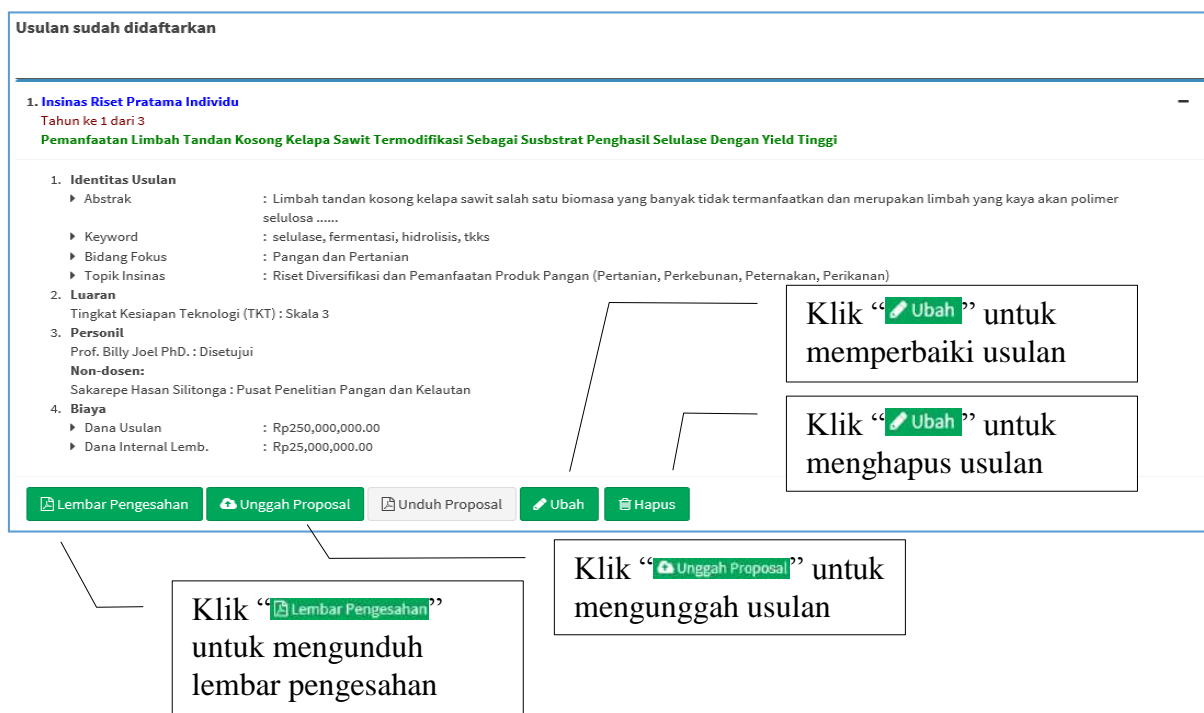 Usulan sudah didaftarkan
1. Insinas Riset Pratama Individu
Tahun ke 1 dari 3
Pemanfaatan Limbah Tandan Kosong Kelapa Sawit Termodifikasi Sebagai Susbstrat Penghasil Selulase Dengan Yield Tinggi
1. Identitas Usulan
Abstrak : Limbah tandan kosong kelapa sawit salah satu biomasa yang banyak tidak termanfaatkan dan merupakan limbah yang kaya akan polimer
selulosa ......
Keyword : selulase, fermentasi, hidrolisis, tkks
Bidang Fokus : Pangan dan Pertanian
Topik Insinas : Riset Diversifikasi dan Pemanfaatan Produk Pangan (Pertanian, Perkebunan, Peternakan, Perikanan)
2. Luaran
Tingkat Kesiapan Teknologi (TKT) : Skala 3
3. Personil
Prof. Billy Joel PhD. : Disetujui
Non-dosen:
Sakarepe Hasan Silitonga : Pusat Penelitian Pangan dan Kelautan
4. Biaya
Dana Usulan : Rp250,000,000.00
Dana Internal Lemb. : Rp25,000,000.00
Klik “Ubah” untuk
memperbaiki usulan
Klik “Ubah” untuk
menghapus usulan
Lembar Pengesahan Unggah Proposal Unduh Proposal Ubah Hapus
Klik “Unggah Proposal” untuk
mengunggah usulan
Klik “Lembar Pengesahan”
untuk mengunduh
lembar pengesahan